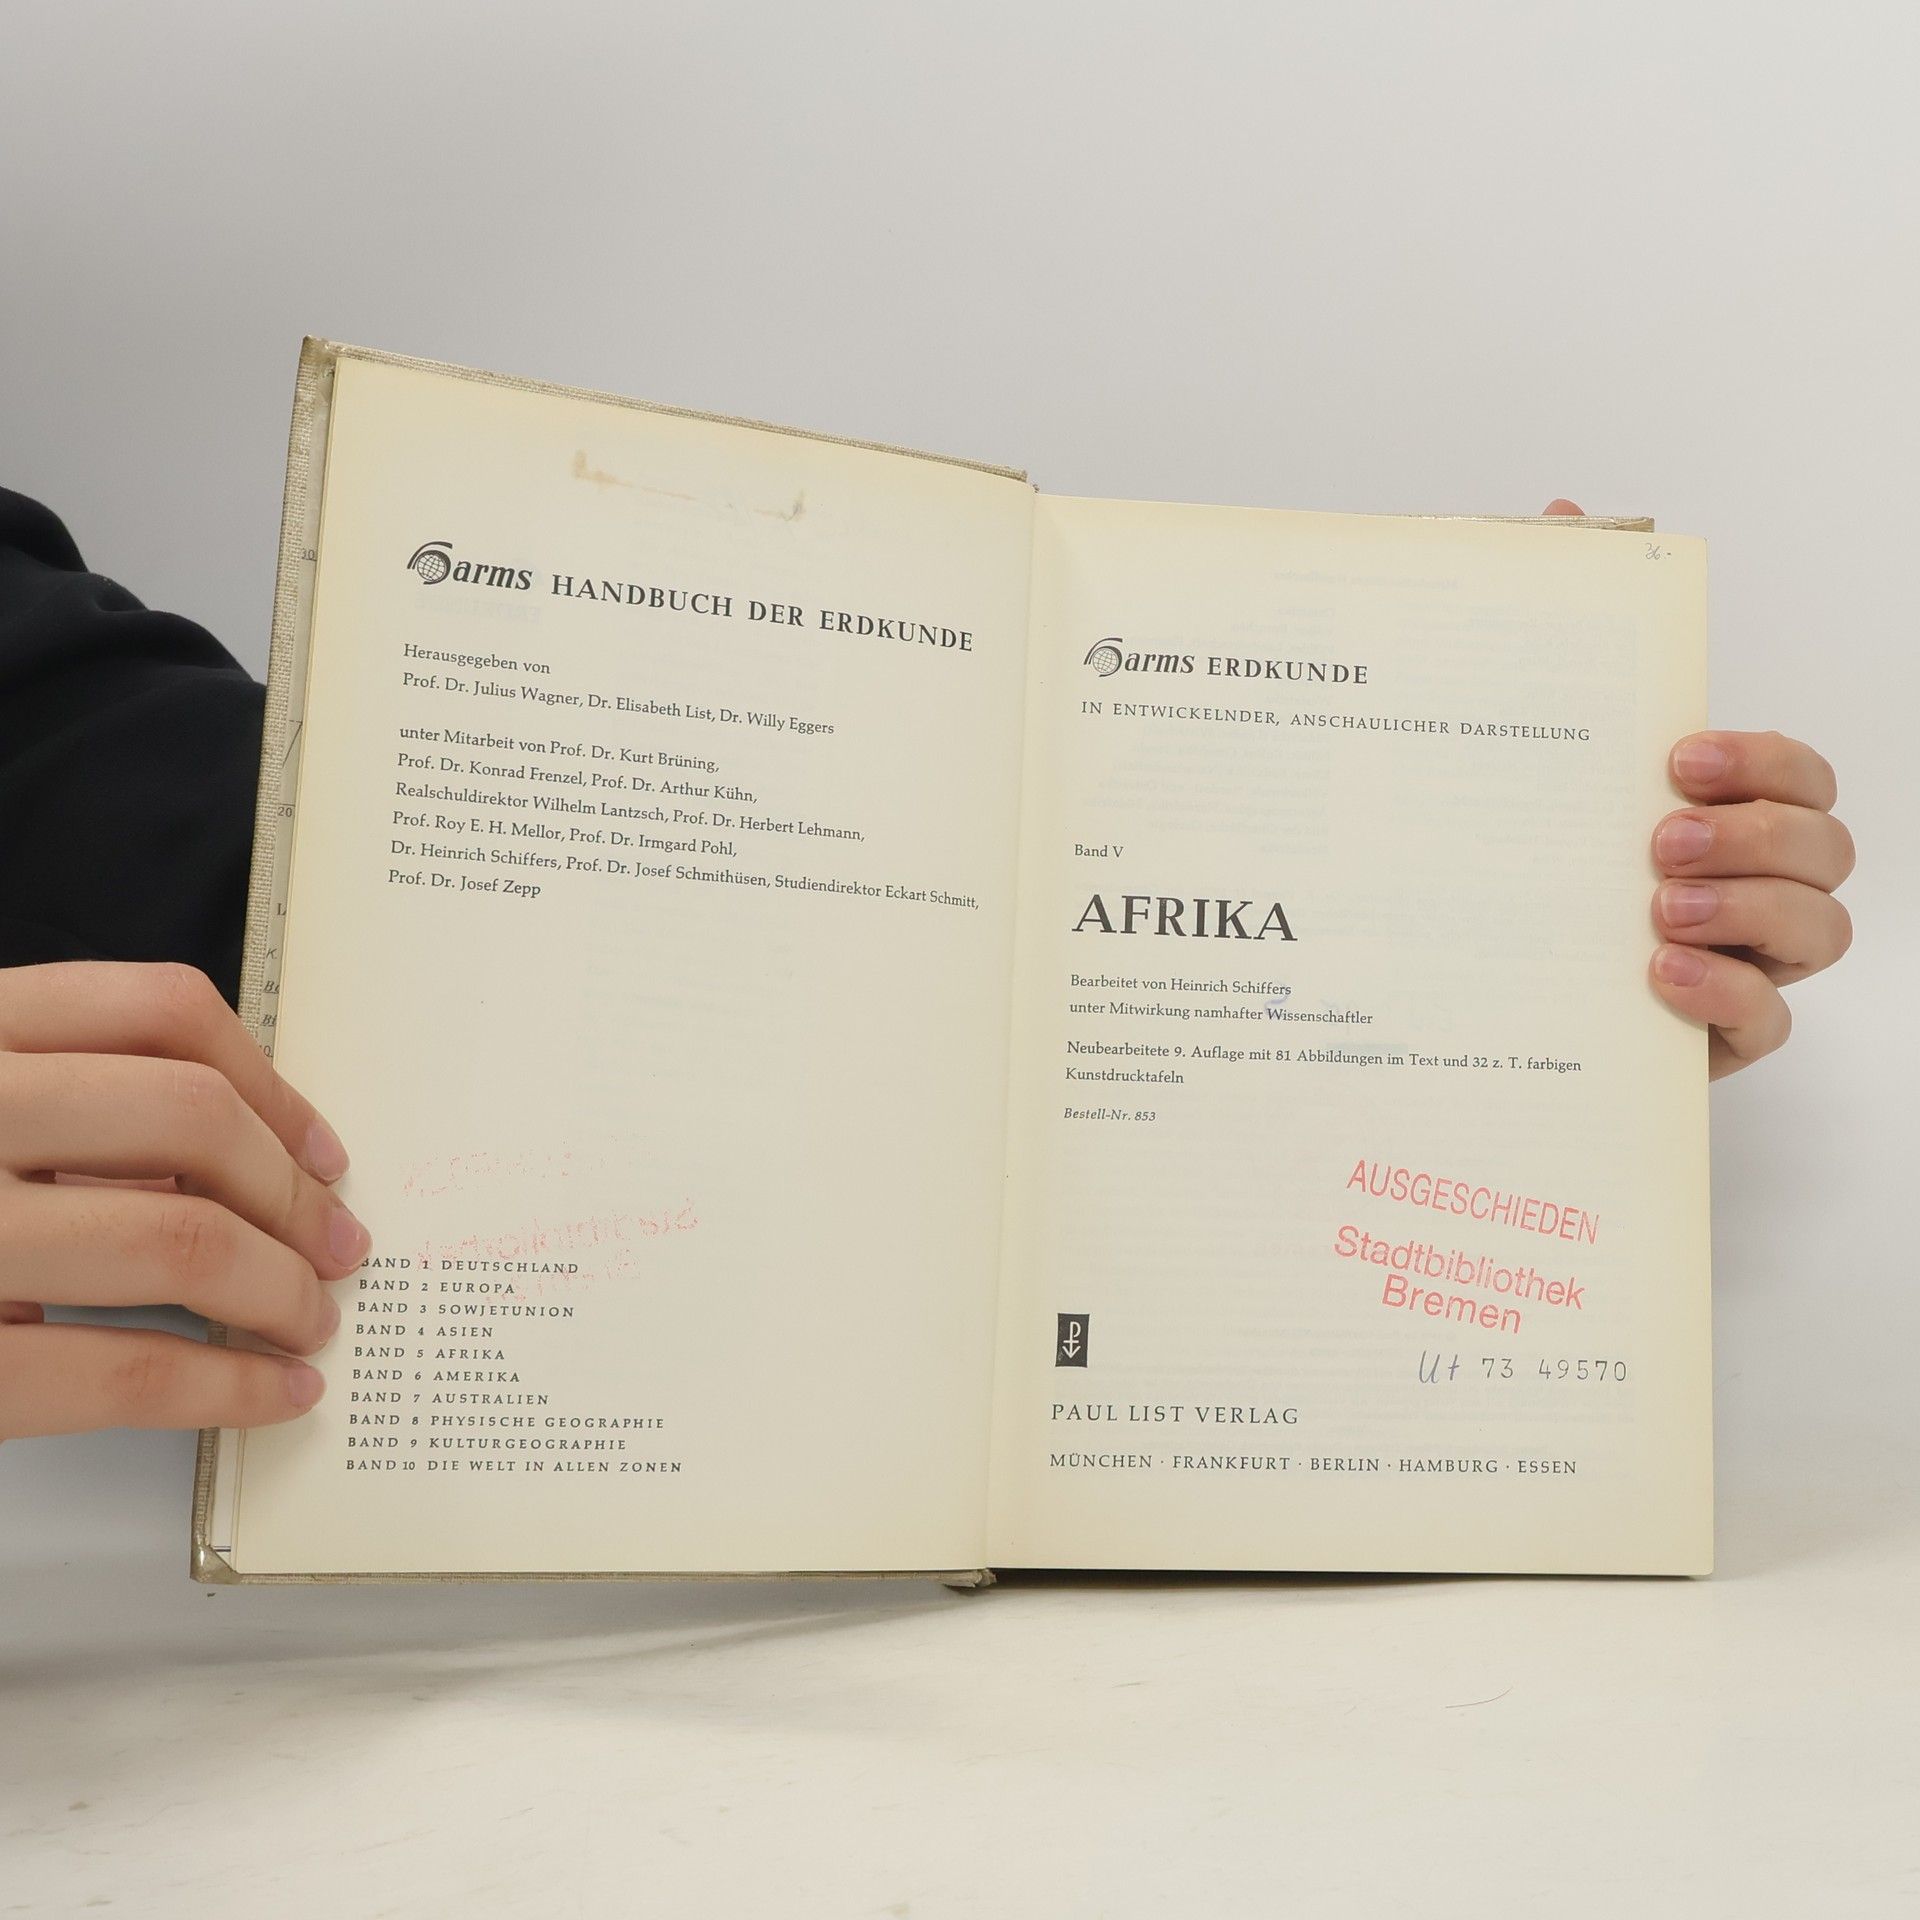 Harms HANDBUCH DER ERDKUNDE
Herausgegeben von
Prof. Dr. Julius Wagner, Dr. Elisabeth List, Dr. Willy Eggers
unter Mitarbeit von Prof. Dr. Kurt Brüning,
Prof. Dr. Konrad Frenzel, Prof. Dr. Arthur Kühn,
Realschuldirektor Wilhelm Lantzsch, Prof. Dr. Herbert Lehmann,
Prof. Roy E. H. Mellor, Prof. Dr. Irmgard Pohl,
Dr. Heinrich Schiffers, Prof. Dr. Josef Schmithüsen, Studiendirektor Eckart Schmitt,
Prof. Dr. Josef Zepp
BAND 1 DEUTSCHLAND
BAND 2 EUROPA
BAND 3 SOWJETUNION
BAND 4 ASIEN
BAND 5 AFRIKA
BAND 6 AMERIKA
BAND 7 AUSTRALIEN
BAND 8 PHYSISCHE GEOGRAPHIE
BAND 9 KULTURGEOGRAPHIE
BAND 10 DIE WELT IN ALLEN ZONEN
36.-
Harms ERDKUNDE
IN ENTWICKELNDER, ANSCHAULICHER DARSTELLUNG
Band V
AFRIKA
Bearbeitet von Heinrich Schiffers
unter Mitwirkung namhafter Wissenschaftler
Neubearbeitete 9. Auflage mit 81 Abbildungen im Text und 32 z. T. farbigen
Kunstdrucktafeln
Bestell-Nr. 853
AUSGESCHIEDEN
Stadtbibliothek
Bremen
73 49570
PAUL LIST VERLAG
MÜNCHEN · FRANKFURT · BERLIN · HAMBURG · ESSEN